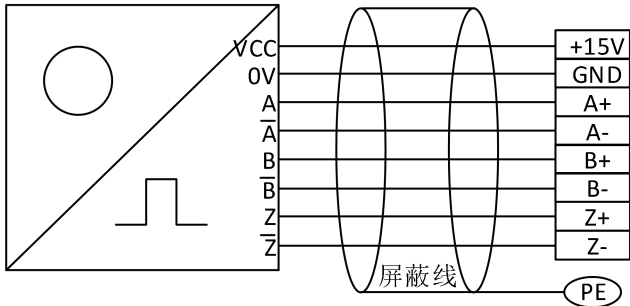 VCC +15V
0V GND
A A+
A̅ A-
B B+
B̅ B-
Z Z+
Z̅ Z-
屏蔽线
PE